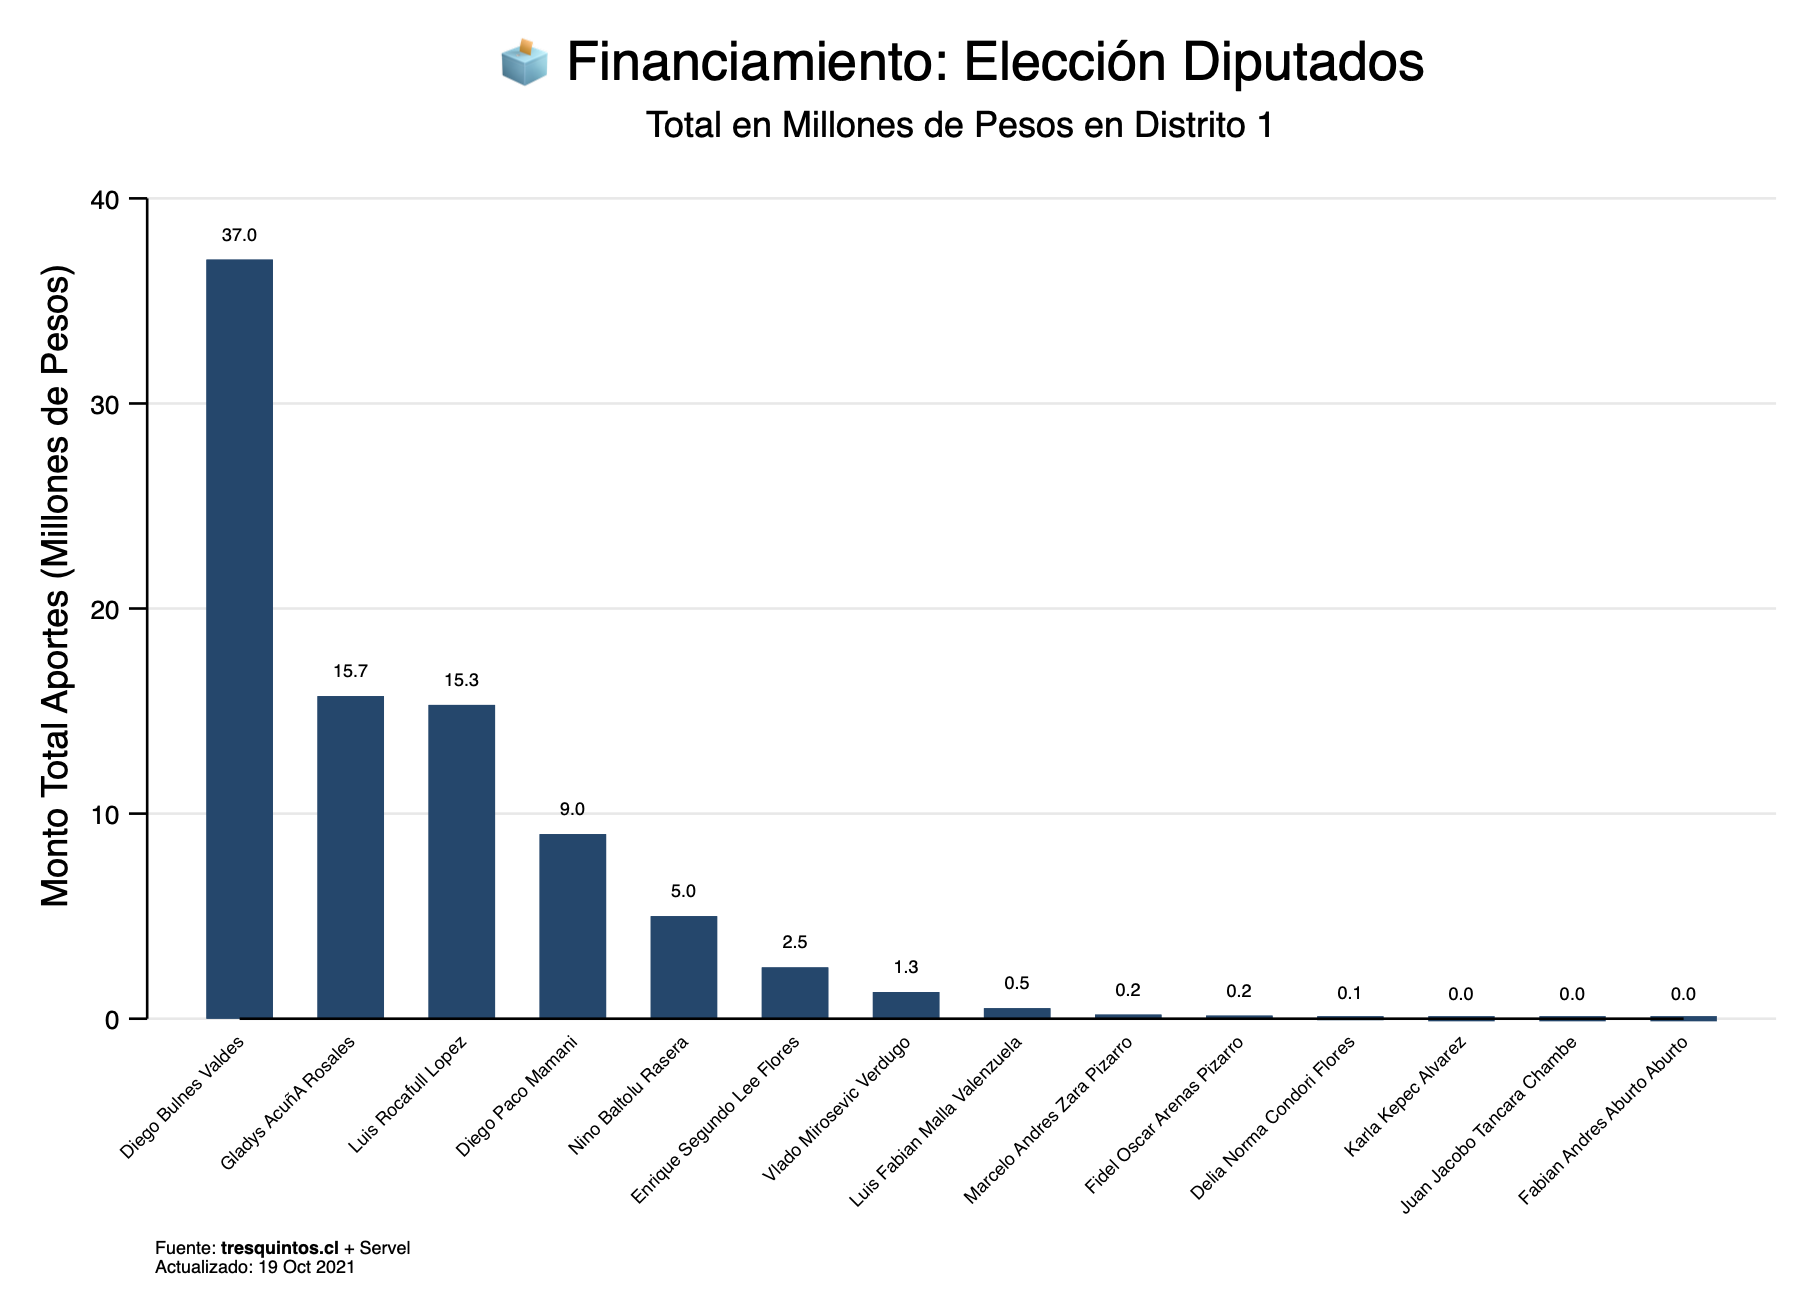 Financiamiento: Elección Diputados
Total en Millones de Pesos en Distrito 1
Monto Total Aportes (Millones de Pesos)
40
30
20
10
0
37.0
15.7
15.3
9.0
5.0
2.5
1.3
0.5
0.2
0.2
0.1
0.0
0.0
0.0
Diego Bulnes Valdes
Gladys AcuñA Rosales
Luis Rocafull Lopez
Diego Paco Mamani
Nino Baltolu Rasera
Enrique Segundo Lee Flores
Vlado Mirosevic Verdugo
Luis Fabian Malla Valenzuela
Marcelo Andres Zara Pizarro
Fidel Oscar Arenas Pizarro
Delia Norma Condori Flores
Karla Kepec Alvarez
Juan Jacobo Tancara Chambe
Fabian Andres Aburto Aburto
Fuente: tresquintos.cl + Servel
Actualizado: 19 Oct 2021